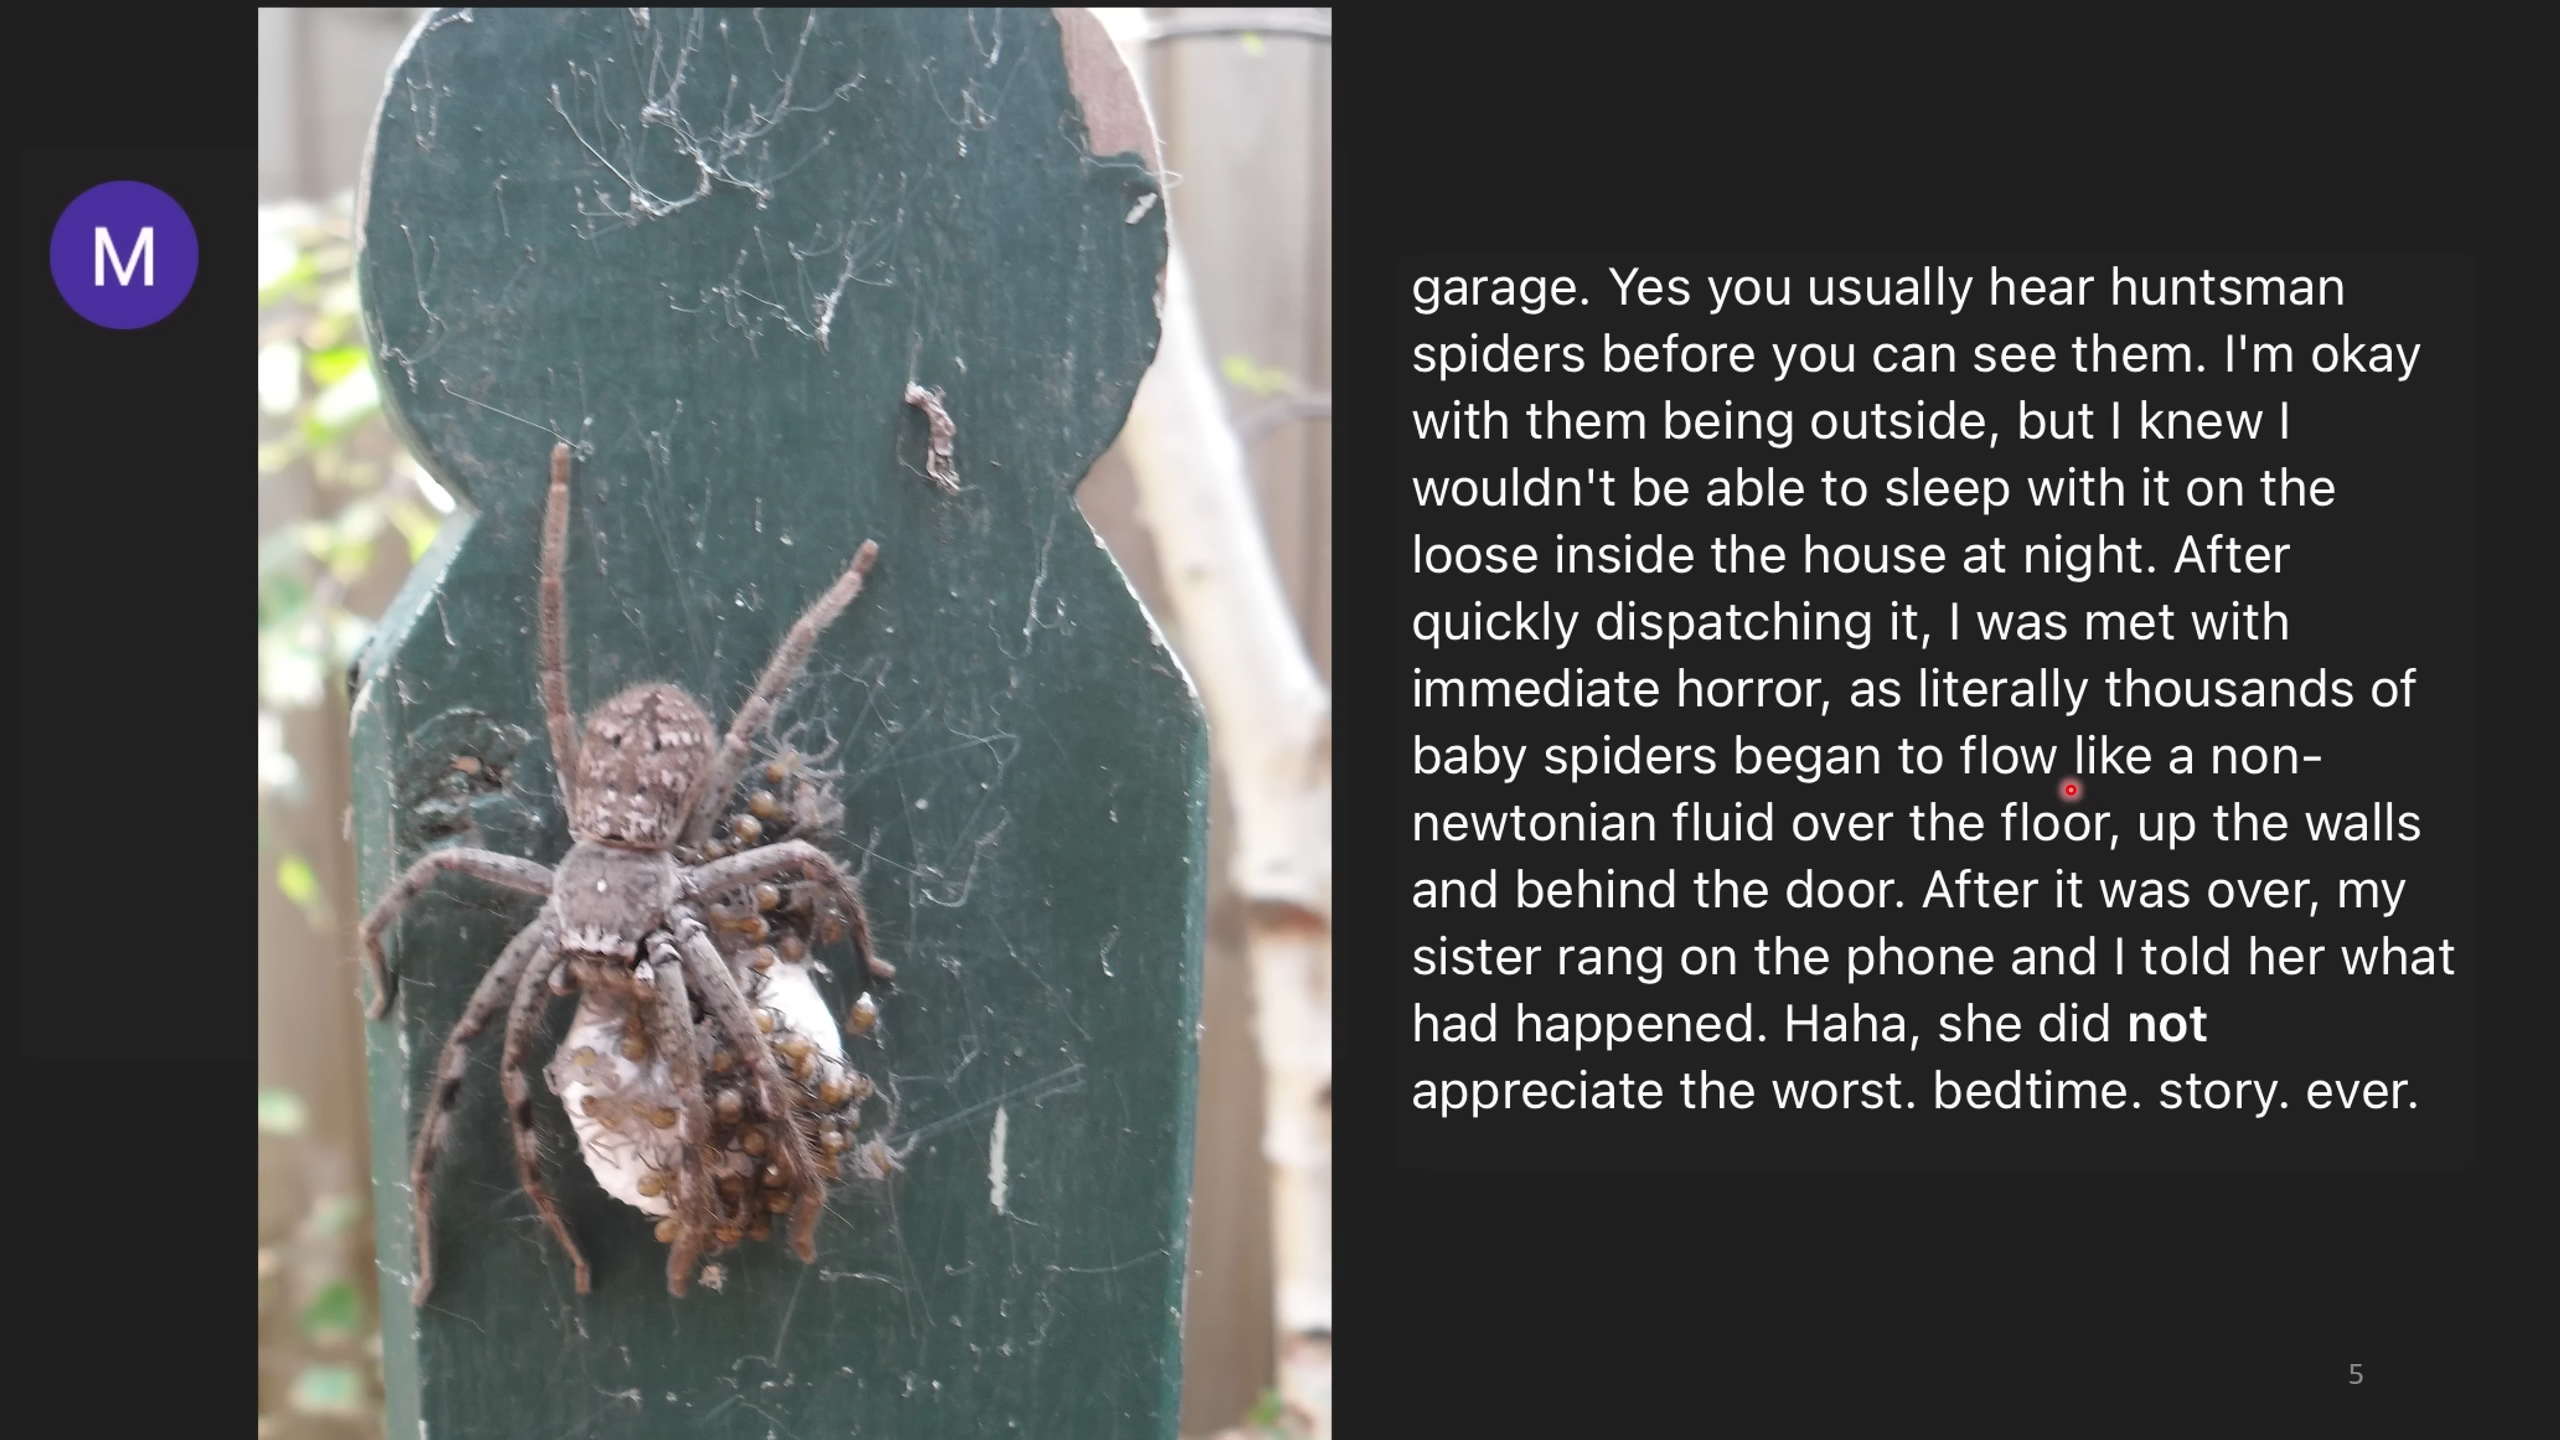 M
garage. Yes you usually hear huntsman
spiders before you can see them. I'm okay
with them being outside, but I knew I
wouldn't be able to sleep with it on the
loose inside the house at night. After
quickly dispatching it, I was met with
immediate horror, as literally thousands of
baby spiders began to flow like a non-
newtonian fluid over the floor, up the walls
and behind the door. After it was over, my
sister rang on the phone and I told her what
had happened. Haha, she did not
appreciate the worst. bedtime. story. ever.
5